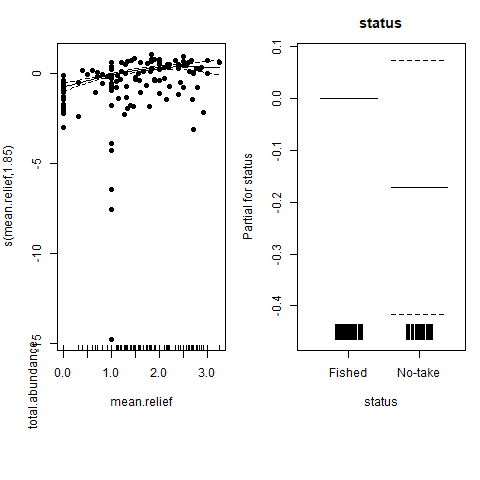 status
0
-5
-10
-15
s(mean.relief,1.85)
total.abundance
0.0
1.0
2.0
3.0
mean.relief
0.1
0.0
-0.1
-0.2
-0.3
-0.4
Partial for status
Fished
No-take
status